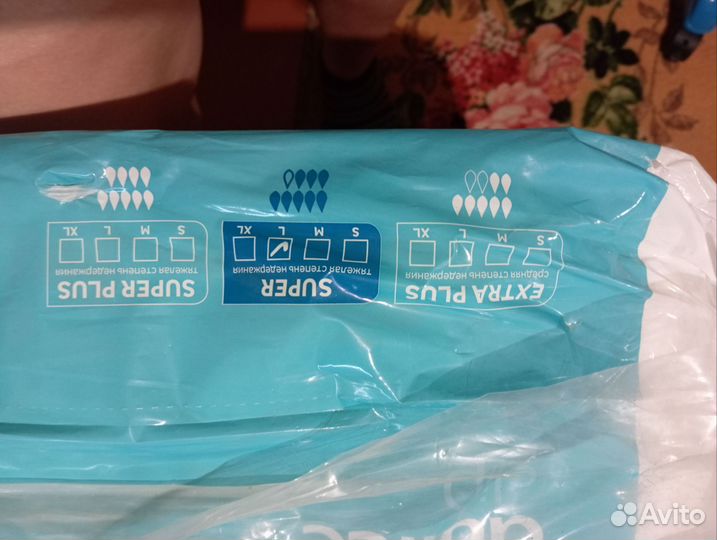 EXTRA PLUS
средняя степень недержания
S M L XL
SUPER
тяжелая степень недержания
S M L XL
SUPER PLUS
тяжелая степень недержания
S M L XL
Avito